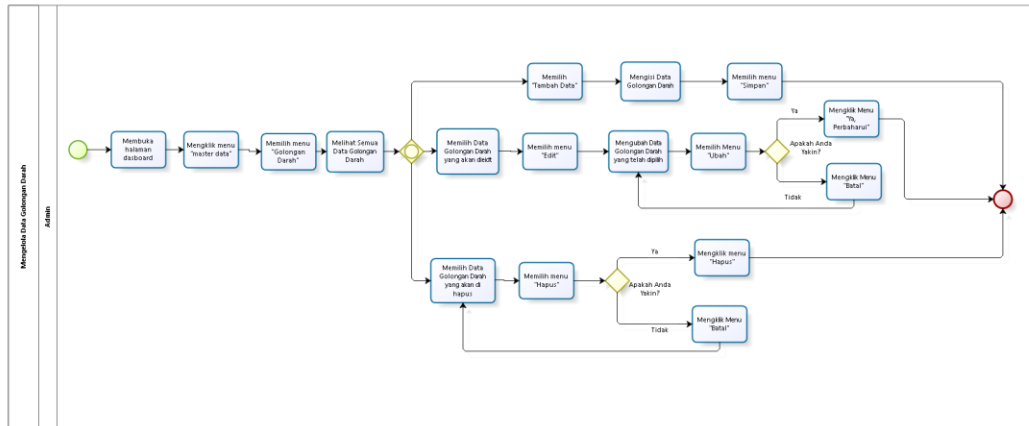 Mengelola Data Golongan Darah
Admin
Membuka
halaman
dasboard
Mengklik menu
"master data"
Memilih menu
"Golongan
Darah"
Melihat Semua
Data Golongan
Darah
Memilih
"Tambah Data"
Mengisi Data
Golongan Darah
Memilih menu
"Simpan"
Memilih Data
Golongan Darah
yang akan dieidt
Memilih menu
"Edit"
Mengubah Data
Golongan Darah
yang telah dipilh
Memilih Menu
"Ubah"
Apakah Anda
Yakin?
Ya
Mengklik Menu
"Ya,
Perbaharui"
Tidak
Mengklik Menu
"Batal"
Memilih Data
Golongan Darah
yang akan di
hapus
Memilih menu
"Hapus"
Apakah Anda
Yakin?
Ya
Mengklik menu
"Hapus"
Tidak
Mengklik Menu
"Batal"